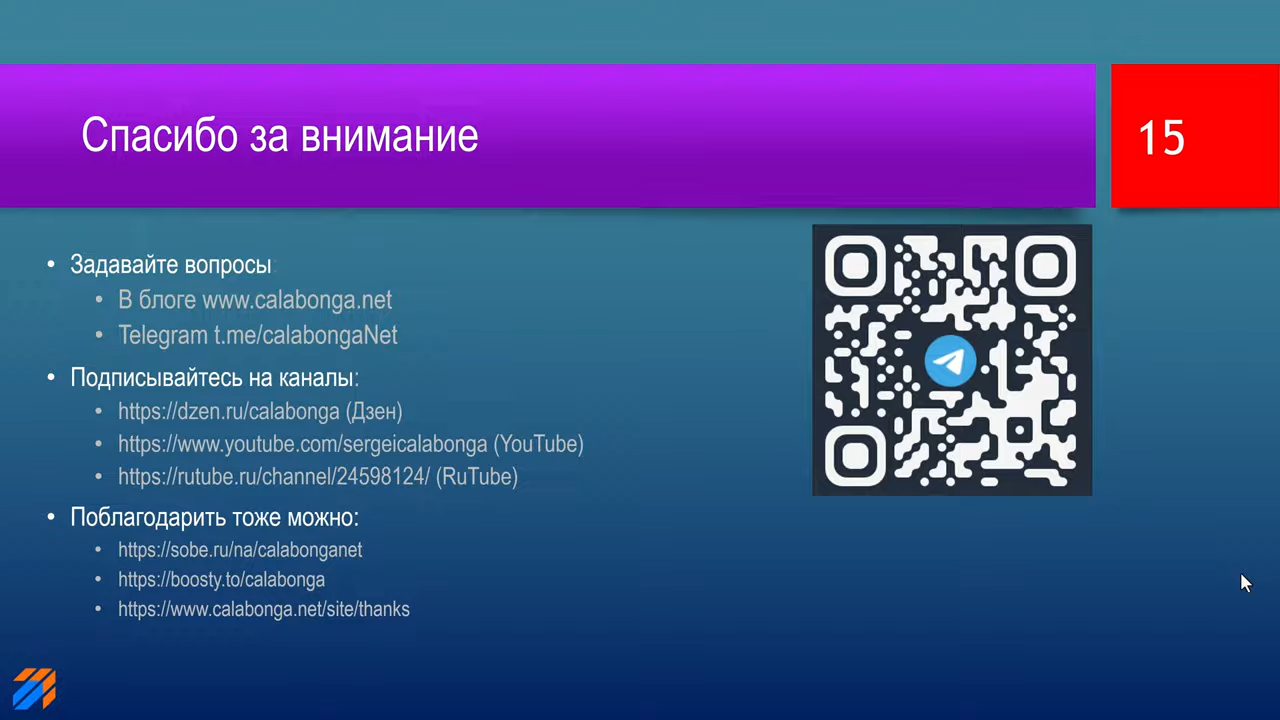 Спасибо за внимание
15
Задавайте вопросы:
В блоге www.calabonga.net
Telegram t.me/calabongaNet
Подписывайтесь на каналы:
https://dzen.ru/calabonga (Дзен)
https://www.youtube.com/sergeicalabonga (YouTube)
https://rutube.ru/channel/24598124/ (RuTube)
Поблагодарить тоже можно:
https://sobe.ru/na/calabonganet
https://boosty.to/calabonga
https://www.calabonga.net/site/thanks